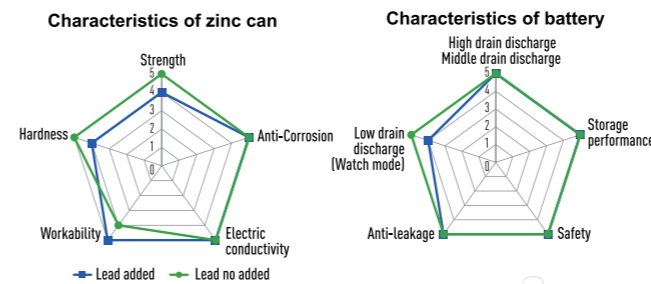 Characteristics of zinc can
Strength
5
4
3
2
1
0
Hardness
Anti-Corrosion
Workability
Electric
conductivity
Lead added
Lead no added
Characteristics of battery
High drain discharge
Middle drain discharge
5
4
3
2
1
0
Low drain
discharge
(Watch mode)
Storage
performance
Anti-leakage
Safety